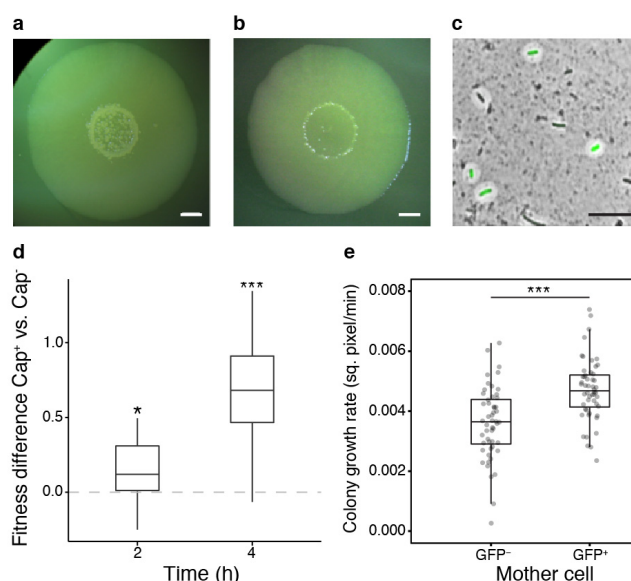 a
b
c
d
e
Fitness difference Cap⁺ vs. Cap⁻
1.0
0.5
0.0
*
***
2
4
Time (h)
Colony growth rate (sq. pixel/min)
0.008
0.006
0.004
0.002
0.000
***
GFP⁻
GFP⁺
Mother cell